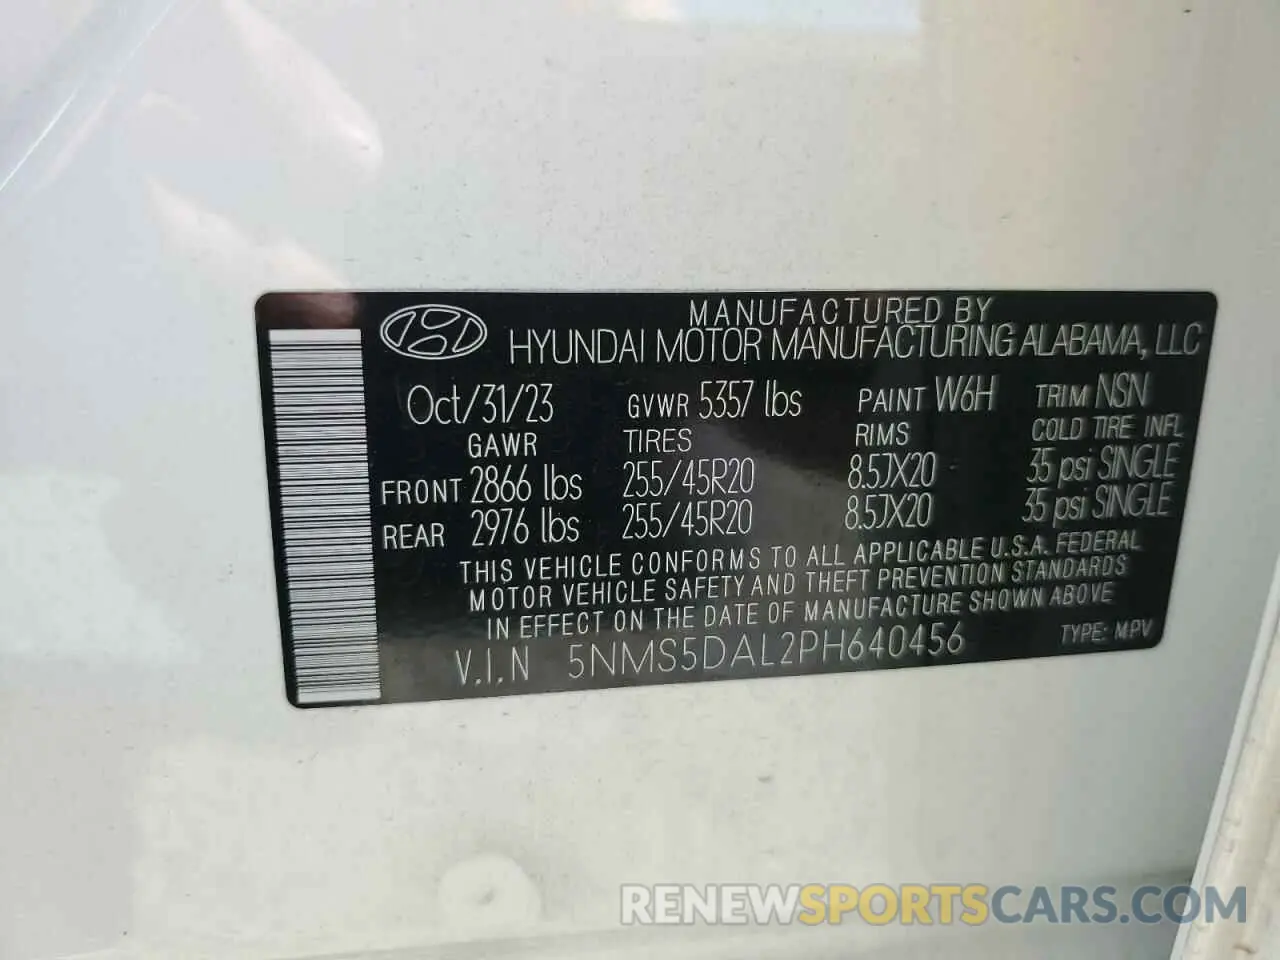 MANUFACTURED BY
HYUNDAI MOTOR MANUFACTURING ALABAMA, LLC
Oct/31/23 GVWR 5357 lbs PAINT W6H TRIM NSN
GAWR TIRES RIMS COLD TIRE INFL
FRONT 2866 lbs 255/45R20 8.5JX20 35 psi SINGLE
REAR 2976 lbs 255/45R20 8.5JX20 35 psi SINGLE
THIS VEHICLE CONFORMS TO ALL APPLICABLE U.S.A. FEDERAL
MOTOR VEHICLE SAFETY AND THEFT PREVENTION STANDARDS
IN EFFECT ON THE DATE OF MANUFACTURE SHOWN ABOVE
V.I.N 5NMS5DAL2PH640456 TYPE: MPV
RENEWSPORTSCARS.COM